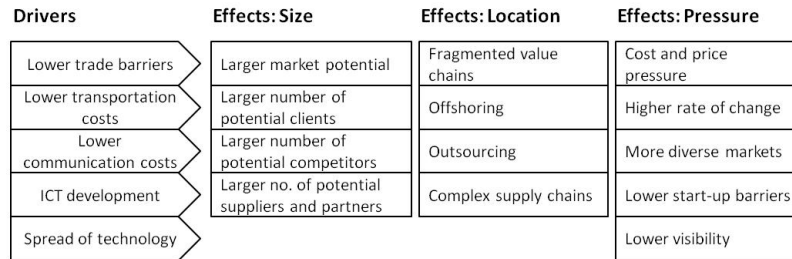 Drivers
Effects: Size
Effects: Location
Effects: Pressure
Lower trade barriers
Larger market potential
Fragmented value
chains
Cost and price
pressure
Lower transportation
costs
Larger number of
potential clients
Offshoring
Higher rate of change
Lower
communication costs
Larger number of
potential competitors
Outsourcing
More diverse markets
ICT development
Larger no. of potential
suppliers and partners
Complex supply chains
Lower start-up barriers
Spread of technology
Lower visibility